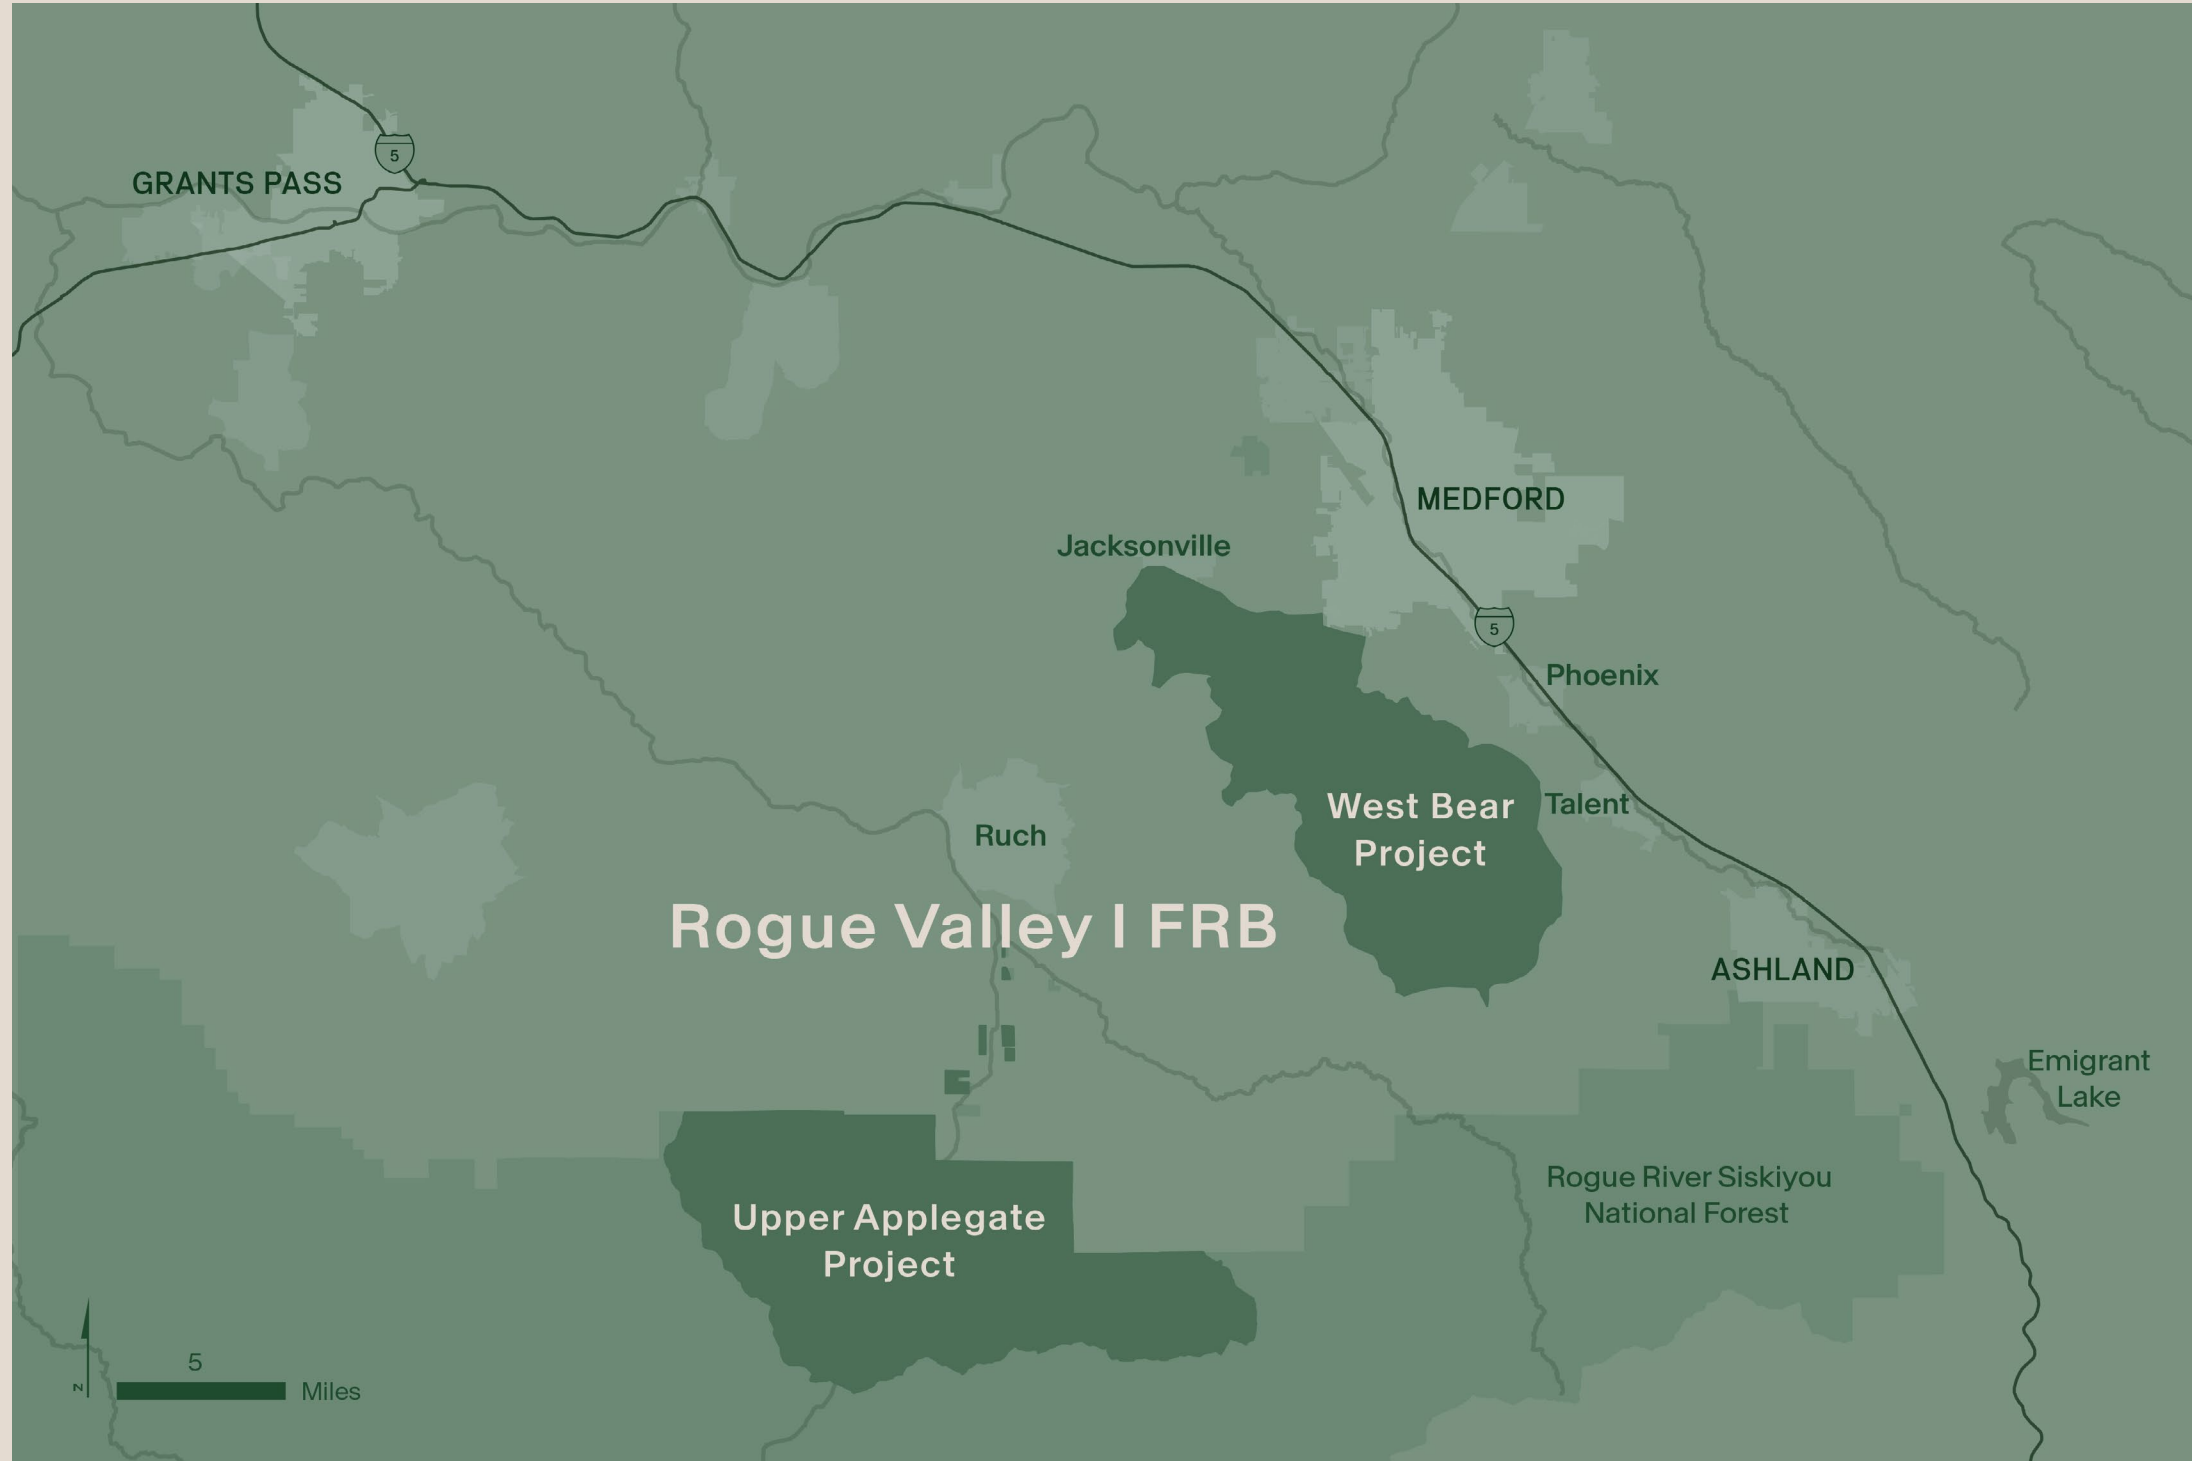 5
GRANTS PASS
MEDFORD
Jacksonville
5
Phoenix
West Bear
Project
Talent
Ruch
Rogue Valley I FRB
ASHLAND
Emigrant
Lake
Rogue River Siskiyou
National Forest
Upper Applegate
Project
5
Miles
N